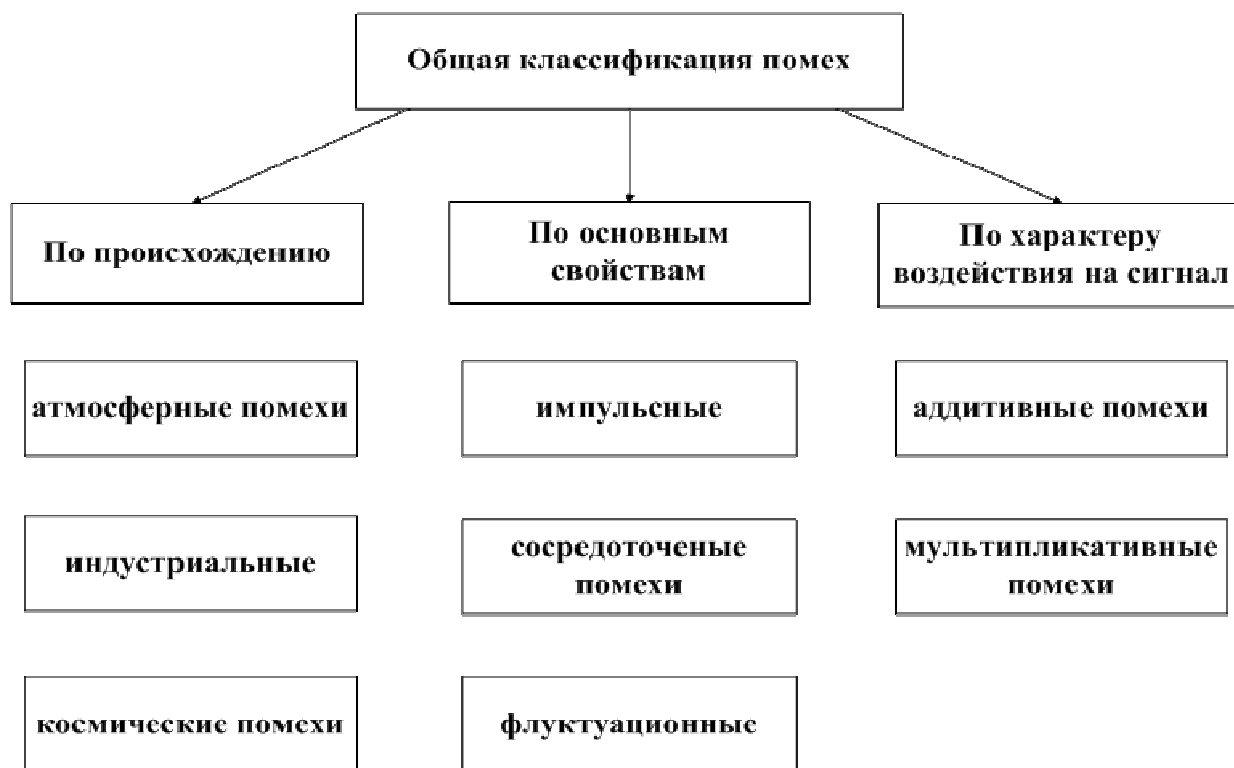 Общая классификация помех
По происхождению
По основным
свойствам
По характеру
воздействия на сигнал
атмосферные помехи
импульсные
аддитивные помехи
индустриальные
сосредоточеные
помехи
мультипликативные
помехи
космические помехи
флуктуационные